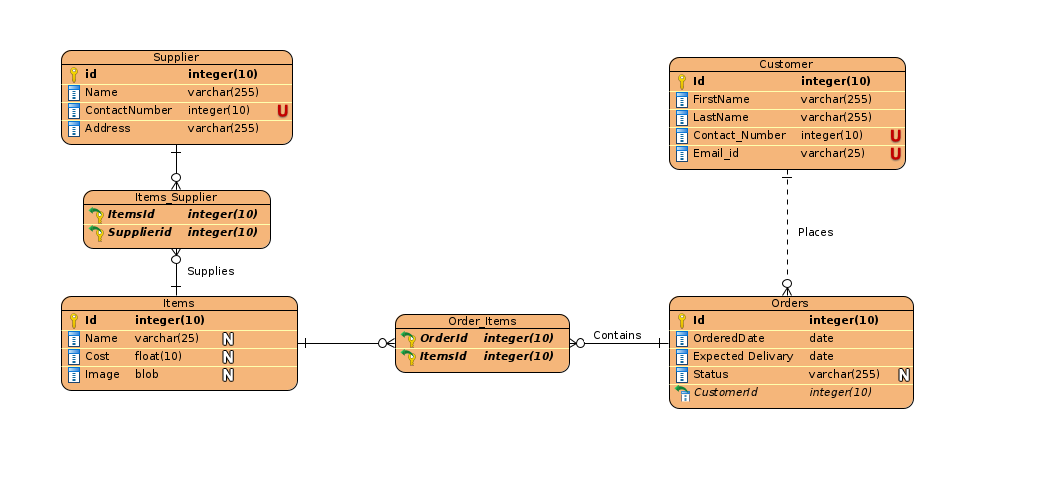 Supplier
id integer(10)
Name varchar(255)
ContactNumber integer(10) U
Address varchar(255)
Customer
Id integer(10)
FirstName varchar(255)
LastName varchar(255)
Contact_Number integer(10) U
Email_id varchar(25) U
Items_Supplier
ItemsId integer(10)
Supplierid integer(10)
Supplies
Places
Items
Id integer(10)
Name varchar(25) N
Cost float(10) N
Image blob N
Order_Items
OrderId integer(10)
ItemsId integer(10)
Contains
Orders
Id integer(10)
OrderedDate date
Expected Delivary date
Status varchar(255) N
CustomerId integer(10)